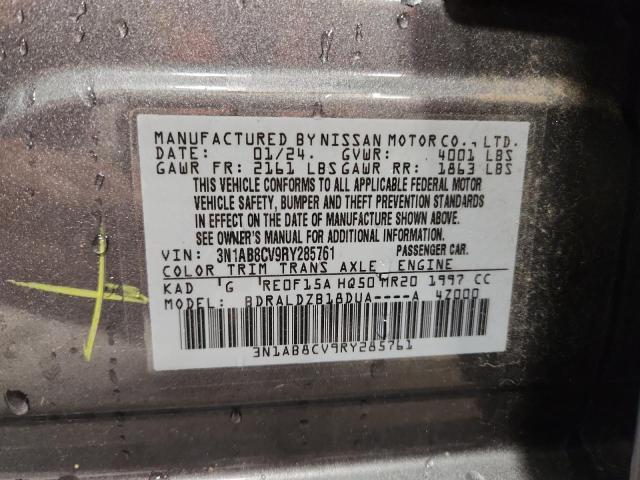 MANUFACTURED BY NISSAN MOTOR CO., LTD.
DATE: 01/24. GVWR: 4001 LBS
GAWR FR: 2161 LBS GAWR RR: 1863 LBS
THIS VEHICLE CONFORMS TO ALL APPLICABLE FEDERAL MOTOR
VEHICLE SAFETY, BUMPER AND THEFT PREVENTION STANDARDS
IN EFFECT ON THE DATE OF MANUFACTURE SHOWN ABOVE.
SEE OWNER'S MANUAL FOR ADDITIONAL INFORMATION.
VIN: 3N1AB8CV9RY285761 PASSENGER CAR.
COLOR TRIM TRANS AXLE ENGINE
KAD 'G RE0F15A HQ50 MR20 1997 CC
MODEL: BDRALDZB18DUA----A 4Z000
3N1AB8CV9RY285761